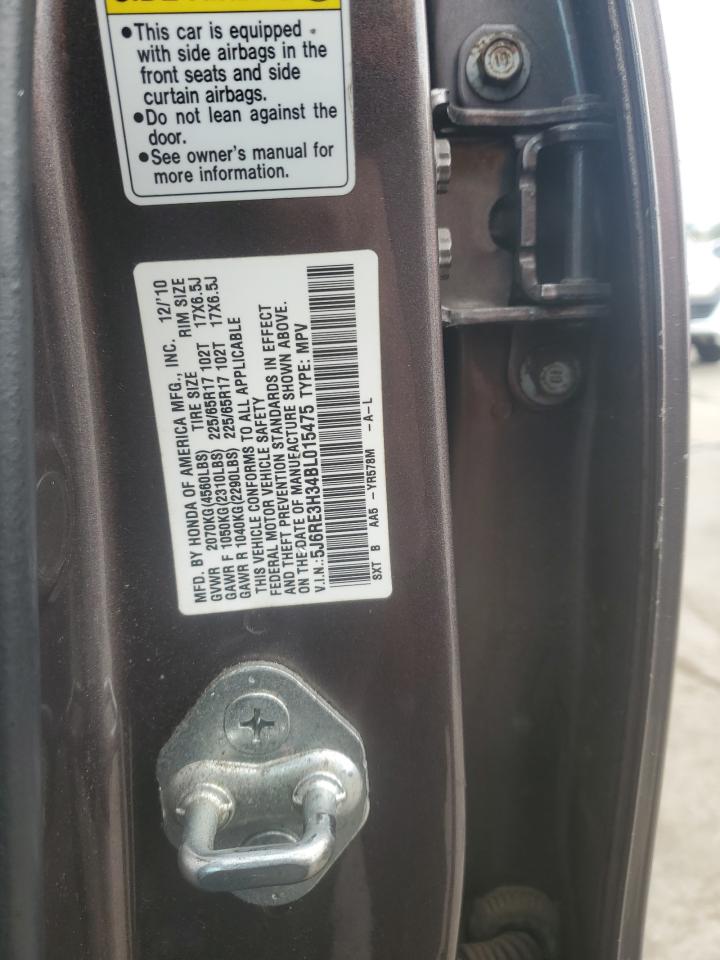 •This car is equipped
with side airbags in the
front seats and side
curtain airbags.
•Do not lean against the
door.
•See owner's manual for
more information.
MFD. BY HONDA OF AMERICA MFG., INC. 12/'10
GVWR 2070KG(4560LBS) TIRE SIZE RIM SIZE
GAWR F 1050KG(2310LBS) 225/65R17 102T 17X6.5J
GAWR R 1040KG(2290LBS) 225/65R17 102T 17X6.5J
THIS VEHICLE CONFORMS TO ALL APPLICABLE
FEDERAL MOTOR VEHICLE SAFETY
AND THEFT PREVENTION STANDARDS IN EFFECT
ON THE DATE OF MANUFACTURE SHOWN ABOVE.
V.I.N.:5J6RE3H34BL015475 TYPE: MPV
SXT B AA5 -YR578M -A-L